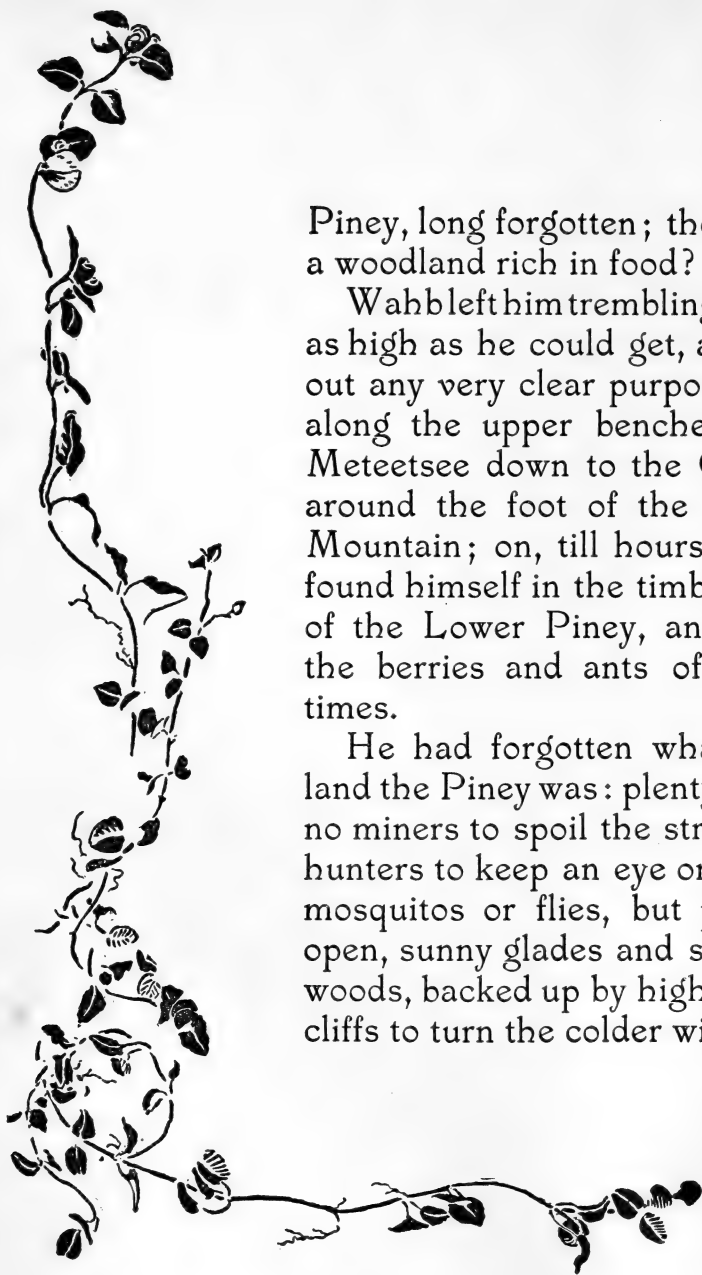 Piney, long forgotten; the
a woodland rich in food?
Wahb left him trembling
as high as he could get, a
out any very clear purpo
along the upper benche
Meteetsee down to the
around the foot of the
Mountain; on, till hours
found himself in the timb
of the Lower Piney, an
the berries and ants of
times.
He had forgotten wha
land the Piney was: plenty
no miners to spoil the str
hunters to keep an eye on
mosquitos or flies, but
open, sunny glades and s
woods, backed up by high
cliffs to turn the colder wi